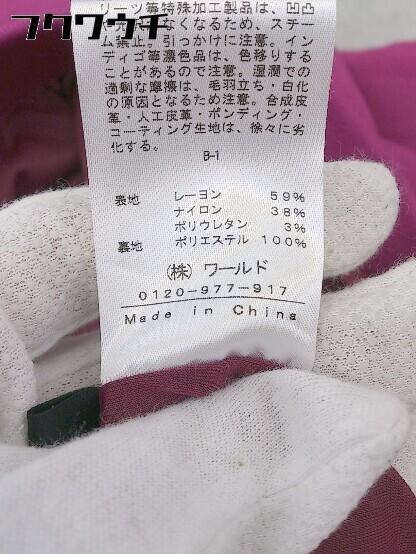 フクウクチ
リーツ等特殊加工製品は、凹凸
なくなるため、スチー
ム禁止。引っかけに注意。イン
ディゴ等濃色品は、色移りする
ことがあるので注意。湿潤での
過剰な摩擦は、毛羽立ち・白化
の原因となるため注意。合成皮
革・人工皮革・ボンディング・
コーティング生地は、徐々に劣
化する。
B-1
表地 レーヨン 59%
ナイロン 38%
ポリウレタン 3%
裏地 ポリエステル 100%
(株) ワールド
0120-977-917
Made in China